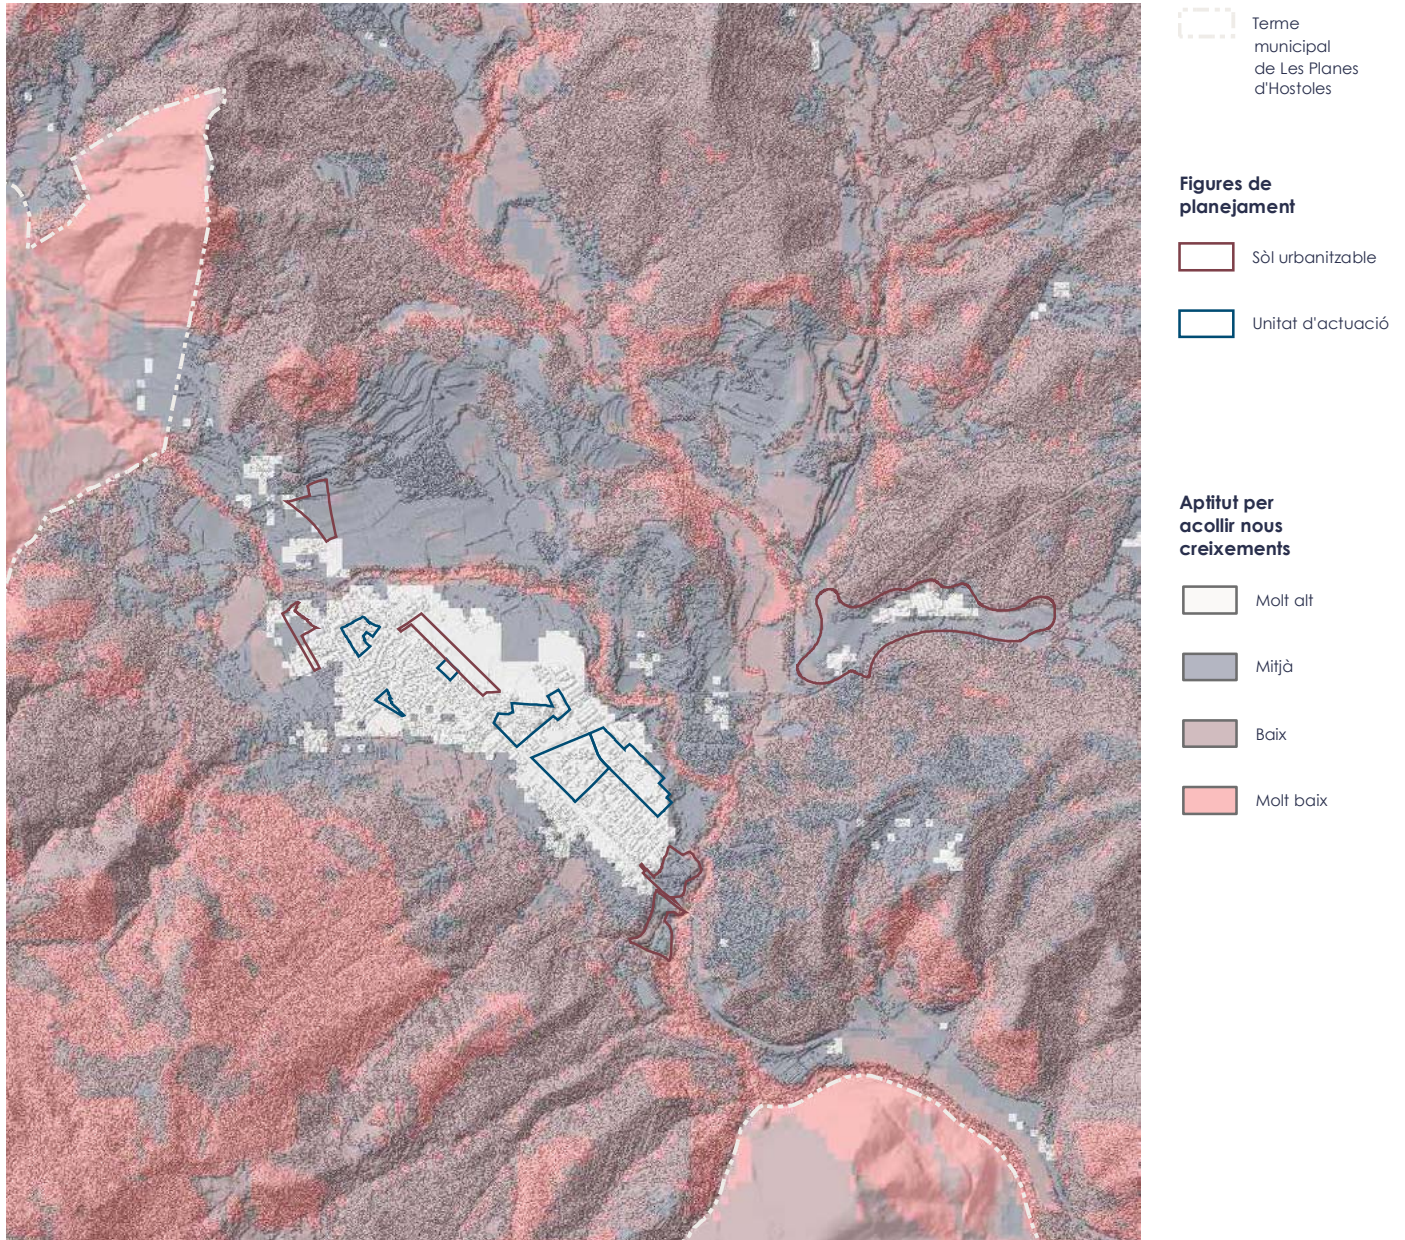 Terme
municipal
de Les Planes
d'Hostoles
Figures de
planejament
Sòl urbanitzable
Unitat d'actuació
Aptitut per
acollir nous
creixements
Molt alt
Mitjà
Baix
Molt baix